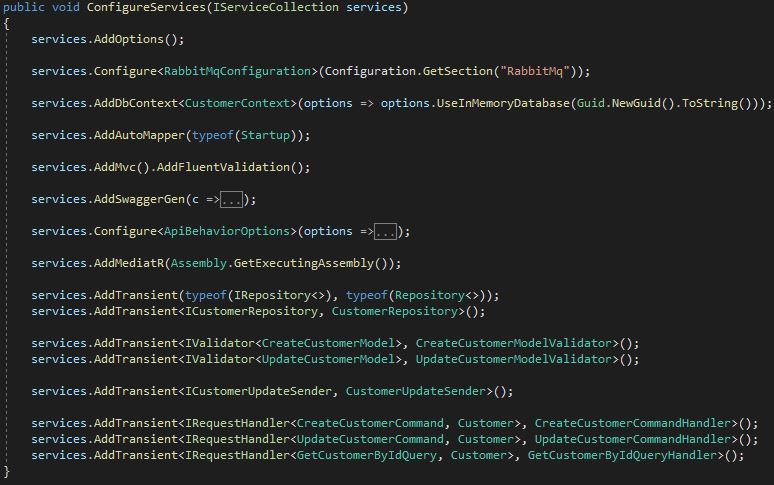 public void ConfigureServices(IServiceCollection services)
{
services.AddOptions();
services.Configure<RabbitMqConfiguration>(Configuration.GetSection("RabbitMq"));
services.AddDbContext<CustomerContext>(options => options.UseInMemoryDatabase(Guid.NewGuid().ToString()));
services.AddAutoMapper(typeof(Startup));
services.AddMvc().AddFluentValidation();
services.AddSwaggerGen(c =>...);
services.Configure<ApiBehaviorOptions>(options =>...);
services.AddMediatR(Assembly.GetExecutingAssembly());
services.AddTransient(typeof(IRepository<>), typeof(Repository<>));
services.AddTransient<ICustomerRepository, CustomerRepository>();
services.AddTransient<IValidator<CreateCustomerModel>, CreateCustomerModelValidator>();
services.AddTransient<IValidator<UpdateCustomerModel>, UpdateCustomerModelValidator>();
services.AddTransient<ICustomerUpdateSender, CustomerUpdateSender>();
services.AddTransient<IRequestHandler<CreateCustomerCommand, Customer>, CreateCustomerCommandHandler>();
services.AddTransient<IRequestHandler<UpdateCustomerCommand, Customer>, UpdateCustomerCommandHandler>();
services.AddTransient<IRequestHandler<GetCustomerByIdQuery, Customer>, GetCustomerByIdQueryHandler>();
}